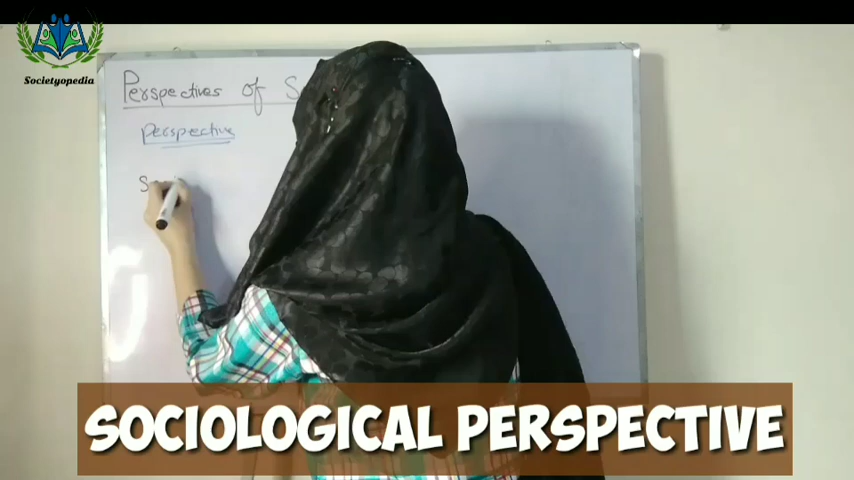 Societyopedia
Perspectives of S
perspective
S
SOCIOLOGICAL PERSPECTIVE